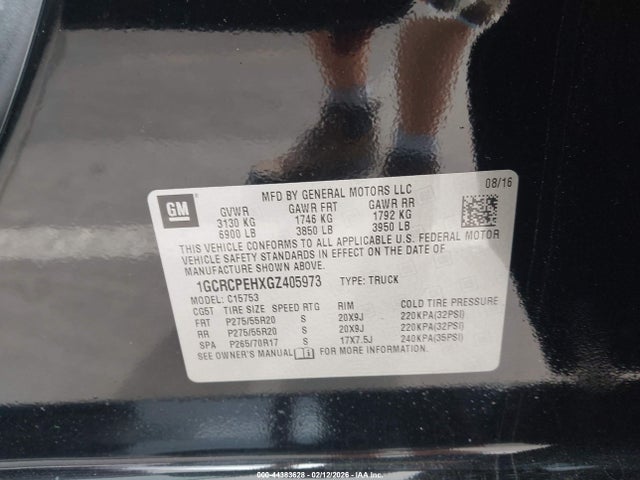 GM
MFD BY GENERAL MOTORS LLC
08/16
GVWR GAWR FRT GAWR RR
3130 KG 1746 KG 1792 KG
6900 LB 3850 LB 3950 LB
THIS VEHICLE CONFORMS TO ALL APPLICABLE U.S. FEDERAL MOTOR
VEHICLE SAFETY STANDARDS IN EFFECT ON THE DATE OF
MANUFACTURE SHOWN ABOVE.
1GCRCPEHXGZ405973 TYPE: TRUCK
MODEL: C15753
CG5T TIRE SIZE SPEED RTG RIM COLD TIRE PRESSURE
FRT P275/55R20 S 20X9J 220KPA(32PSI)
RR P275/55R20 S 20X9J 220KPA(32PSI)
SPA P265/70R17 S 17X7.5J 240KPA(35PSI)
SEE OWNER'S MANUAL FOR MORE INFORMATION.
000-44383628 - 02/12/2026 - IAA